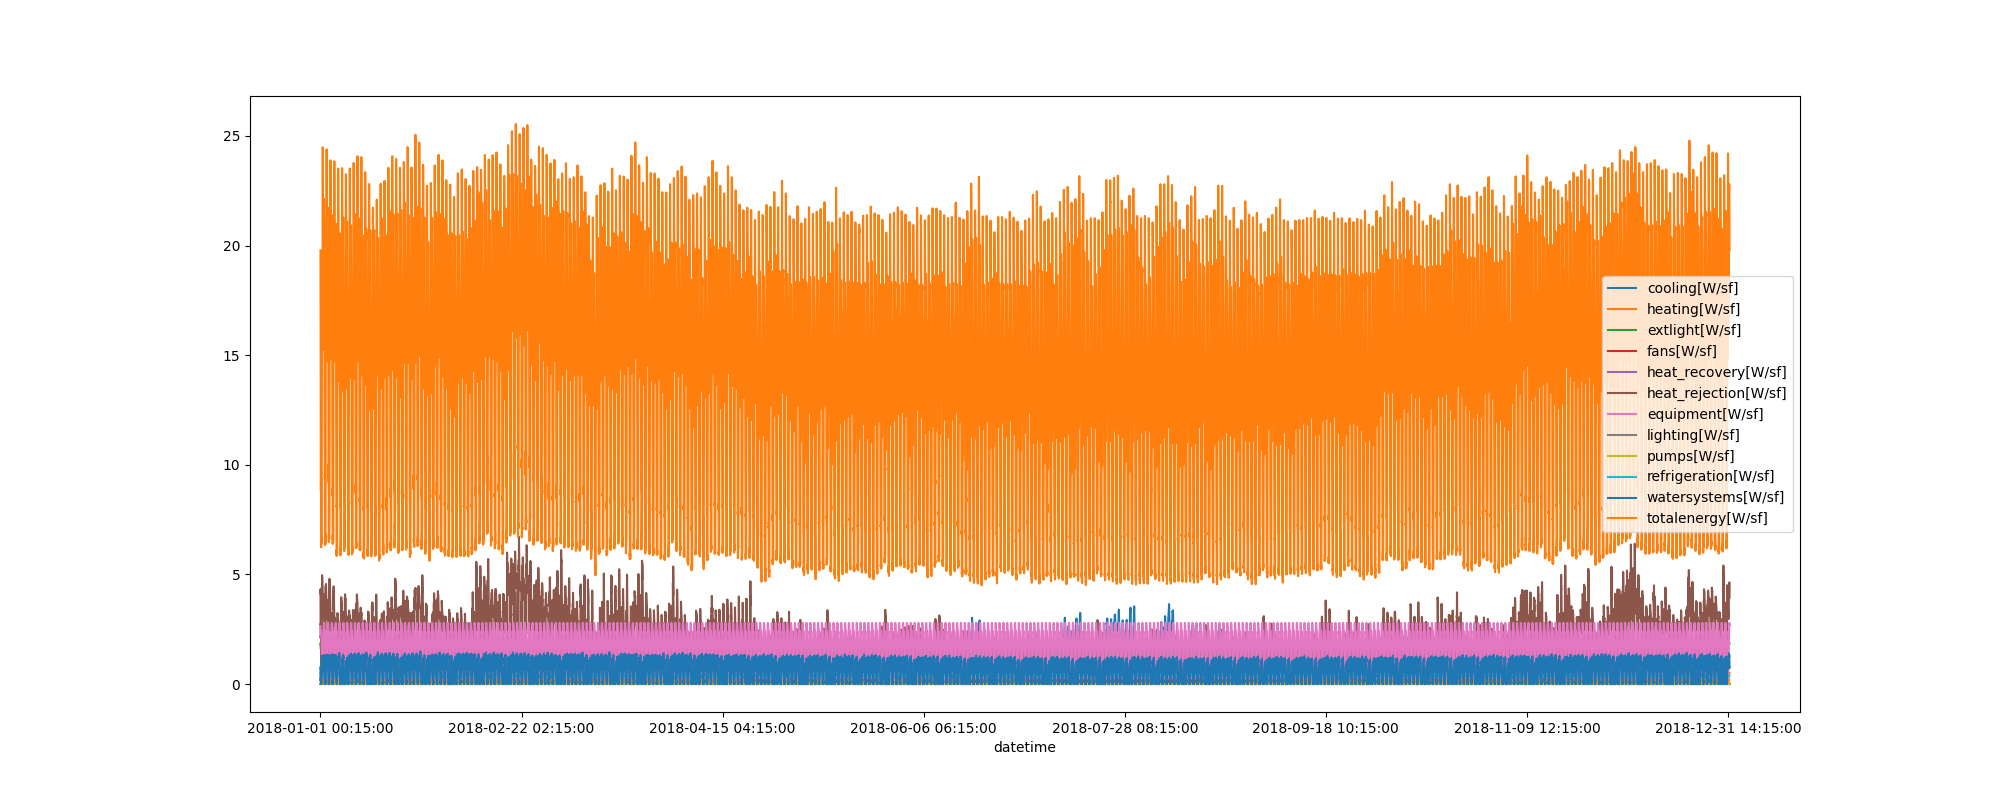 25
20
15
10
5
0
cooling[W/sf]
heating[W/sf]
extlight[W/sf]
fans[W/sf]
heat_recovery[W/sf]
heat_rejection[W/sf]
equipment[W/sf]
lighting[W/sf]
pumps[W/sf]
refrigeration[W/sf]
watersystems[W/sf]
totalenergy[W/sf]
2018-01-01 00:15:00 2018-02-22 02:15:00 2018-04-15 04:15:00 2018-06-06 06:15:00 2018-07-28 08:15:00 2018-09-18 10:15:00 2018-11-09 12:15:00 2018-12-31 14:15:00
datetime